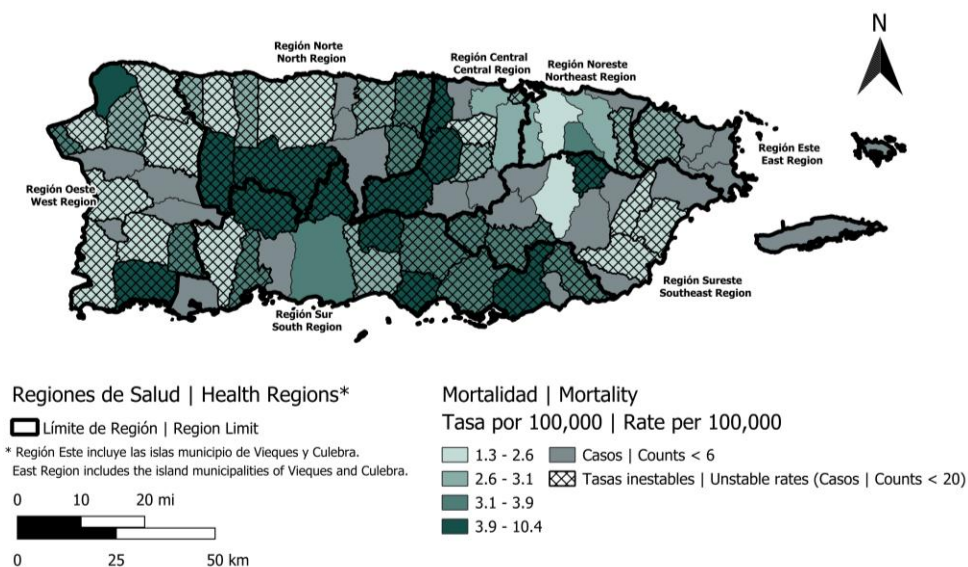 Región Norte
North Region
Región Central
Central Region
Región Noreste
Northeast Region
N
Región Este
East Region
Región Oeste
West Region
Región Sureste
Southeast Region
Región Sur
South Region
Regiones de Salud | Health Regions*
Límite de Región | Region Limit
* Región Este incluye las islas municipio de Vieques y Culebra.
East Region includes the island municipalities of Vieques and Culebra.
0 10 20 mi
0 25 50 km
Mortalidad | Mortality
Tasa por 100,000 | Rate per 100,000
1.3 - 2.6
2.6 - 3.1
3.1 - 3.9
3.9 - 10.4
Casos | Counts < 6
Tasas inestables | Unstable rates (Casos | Counts < 20)